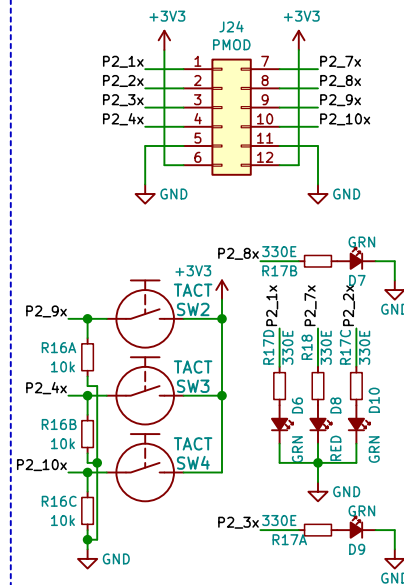 +3V3
+3V3
J24
PMOD
P2_1x 1 7 P2_7x
P2_2x 2 8 P2_8x
P2_3x 3 9 P2_9x
P2_4x 4 10 P2_10x
5 11
6 12
GND
GND
P2_8x 330E GRN
R17B D7
GND
+3V3
TACT
SW2
P2_9x
R16A
10k
P2_4x
TACT
SW3
R16B
10k
P2_10x
TACT
SW4
R16C
10k
GND
P2_1x
R17D
330E
D6
GRN
P2_7x
R18
330E
D8
RED
P2_2x
R17C
330E
D10
GRN
GND
P2_3x 330E GRN
R17A D9
GND